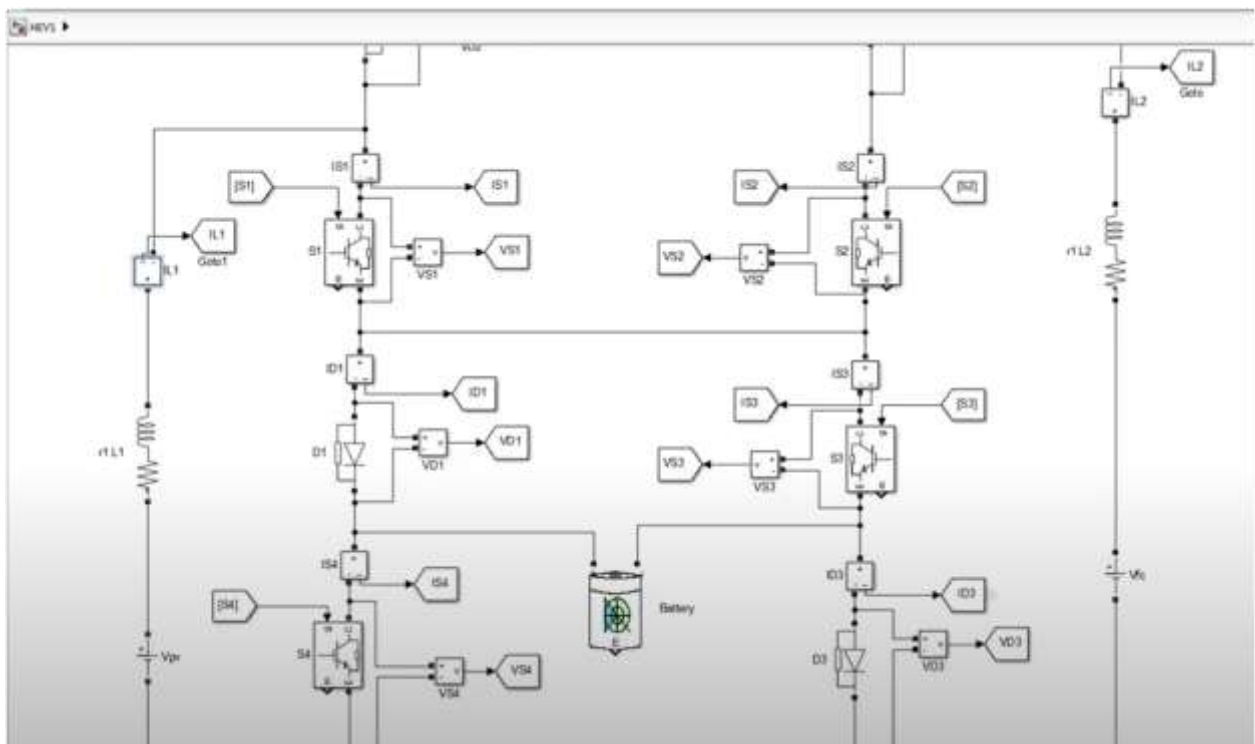 HEV1
IL2
Goto
IL2
IS1
IS2
[S1]
IS1
IS2
[S2]
IL1
Goto1
IL1
S1
VS1
VS1
VS2
VS2
S2
r1 L2
ID1
IS3
ID1
IS3
[S3]
r1 L1
D1
VD1
VD1
VS3
VS3
S3
IS4
IS4
[S4]
Battery
ID3
ID3
Vfc
Vpv
S4
VS4
VS4
D3
VD3
VD3